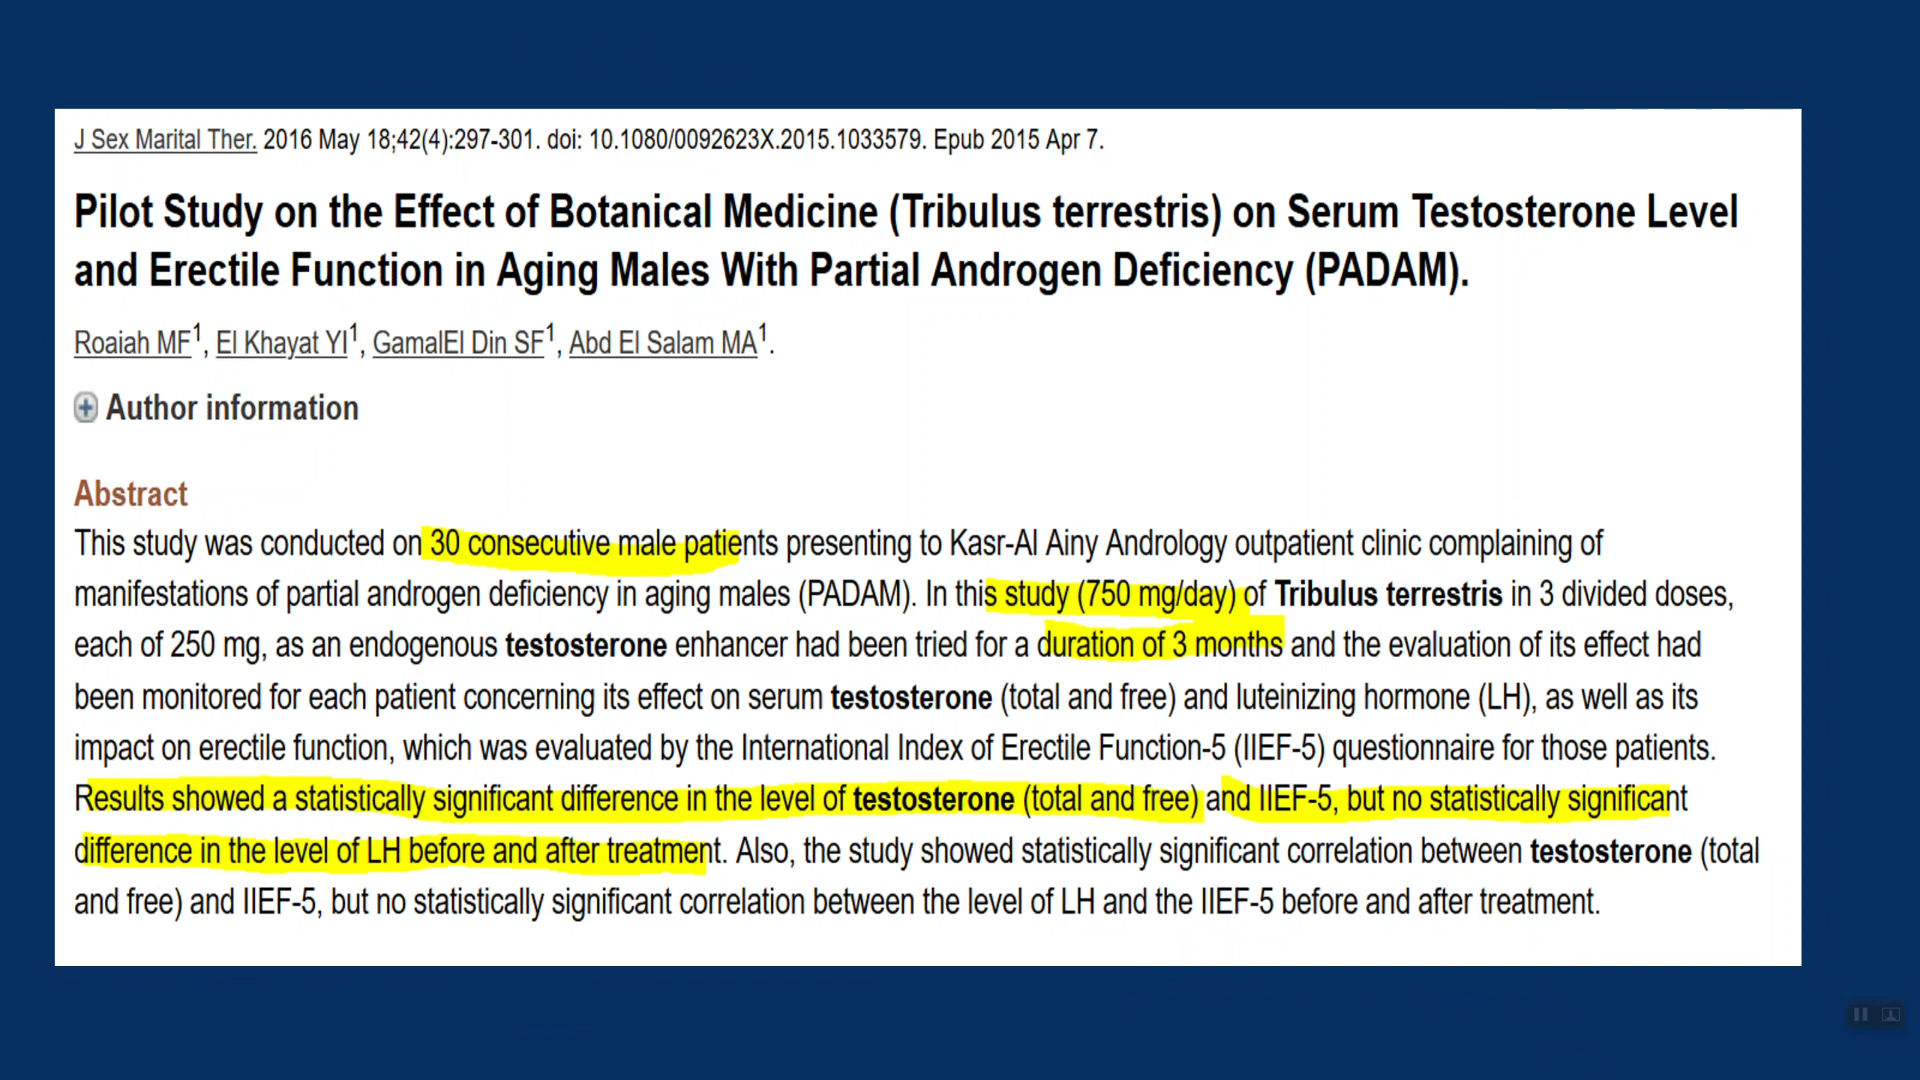 J Sex Marital Ther. 2016 May 18;42(4):297-301. doi: 10.1080/0092623X.2015.1033579. Epub 2015 Apr 7.
Pilot Study on the Effect of Botanical Medicine (Tribulus terrestris) on Serum Testosterone Level
and Erectile Function in Aging Males With Partial Androgen Deficiency (PADAM).
Roaiah MF1, El Khayat YI1, GamalEl Din SF1, Abd El Salam MA1.
Author information
Abstract
This study was conducted on 30 consecutive male patients presenting to Kasr-Al Ainy Andrology outpatient clinic complaining of
manifestations of partial androgen deficiency in aging males (PADAM). In this study (750 mg/day) of Tribulus terrestris in 3 divided doses,
each of 250 mg, as an endogenous testosterone enhancer had been tried for a duration of 3 months and the evaluation of its effect had
been monitored for each patient concerning its effect on serum testosterone (total and free) and luteinizing hormone (LH), as well as its
impact on erectile function, which was evaluated by the International Index of Erectile Function-5 (IIEF-5) questionnaire for those patients.
Results showed a statistically significant difference in the level of testosterone (total and free) and IIEF-5, but no statistically significant
difference in the level of LH before and after treatment. Also, the study showed statistically significant correlation between testosterone (total
and free) and IIEF-5, but no statistically significant correlation between the level of LH and the IIEF-5 before and after treatment.